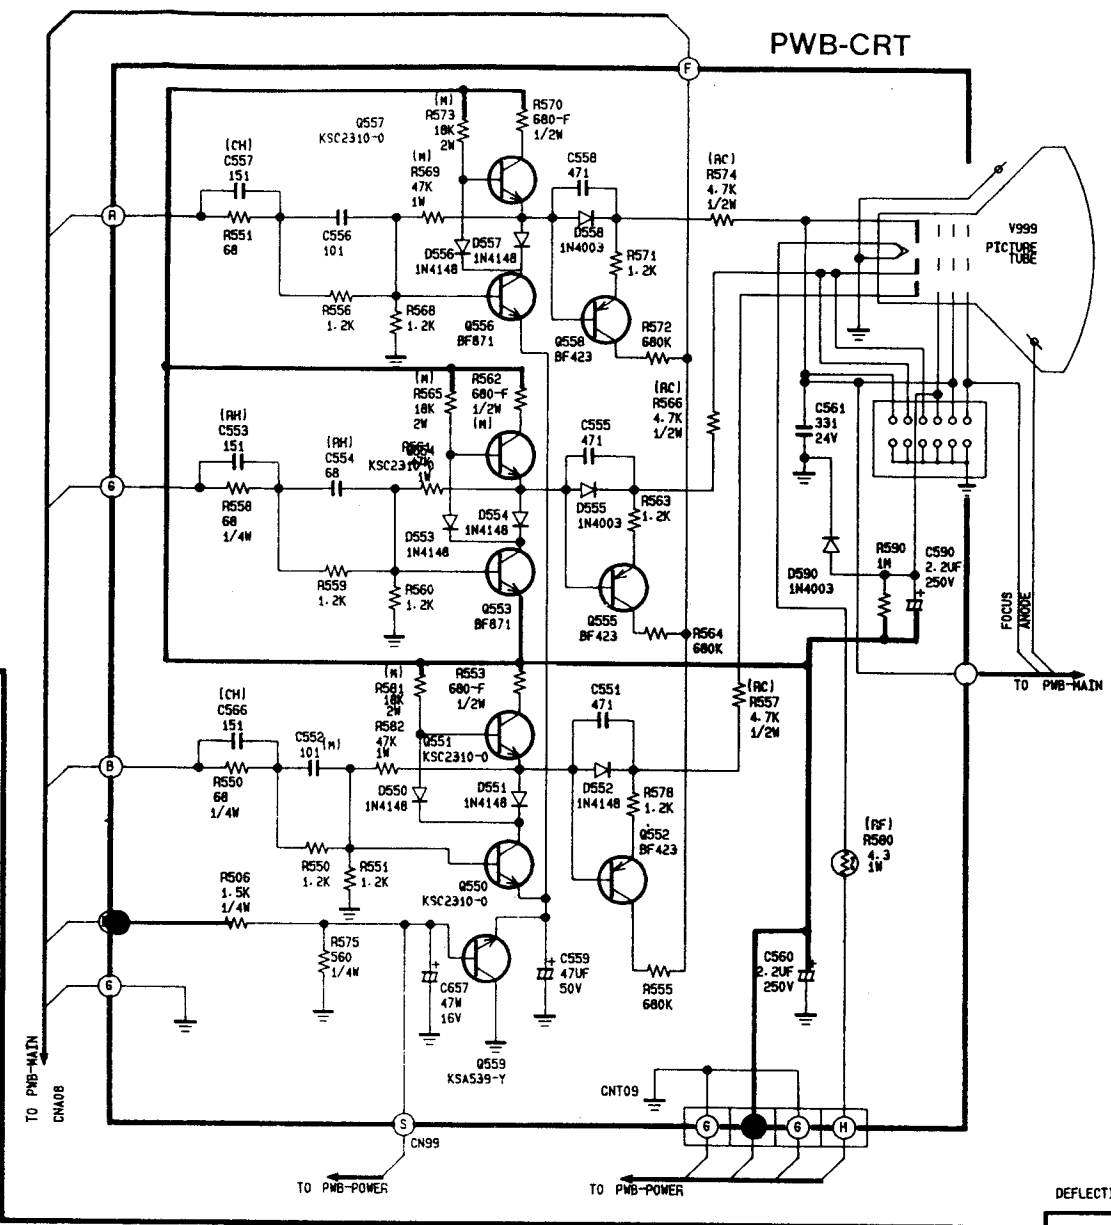 PWB-CRT
F
(M)
R573
18K
2W
R570
680-F
1/2W
Q557
KSC2310-O
(CH)
C557
151
(M)
R569
47K
1W
C558
471
(RC)
R574
4.7K
1/2W
R551
68
C556
101
D556
1N4148
D557
1N4148
D558
1N4003
R571
1.2K
V999
PICTURE
TUBE
R556
1.2K
R568
1.2K
Q556
BF871
Q558
BF423
R572
680K
(M)
R565
18K
2W
R562
680-F
1/2W
(M)
(RC)
R566
4.7K
1/2W
C561
331
24V
(RH)
C553
151
(RH)
C554
68
KSC2310-O
1W
C555
471
G
R558
68
1/4W
D553
1N4148
D554
1N4148
D555
1N4003
R563
1.2K
D590
1N4003
R590
1M
C590
2.2UF
250V
R559
1.2K
R560
1.2K
Q553
BF871
Q555
BF423
R564
680K
FOCUS
ANODE
TO PWB-MAIN
(M)
R581
18K
2W
R553
680-F
1/2W
(CH)
C566
151
C552
101
(M)
R582
47K
1W
Q551
KSC2310-O
C551
471
(RC)
R557
4.7K
1/2W
B
R550
68
1/4W
D550
1N4148
D551
1N4148
D552
1N4148
R578
1.2K
Q552
BF423
(RF)
R580
4.3
1W
R550
1.2K
R551
1.2K
Q550
KSC2310-O
R506
1.5K
1/4W
R575
560
1/4W
C657
47W
16V
C559
47UF
50V
R555
680K
C560
2.2UF
250V
G
Q559
KSA539-Y
TO PWB-MAIN
CNA08
CNT09
S
CN99
G
G
H
TO PWB-POWER
TO PWB-POWER
DEFLECTI